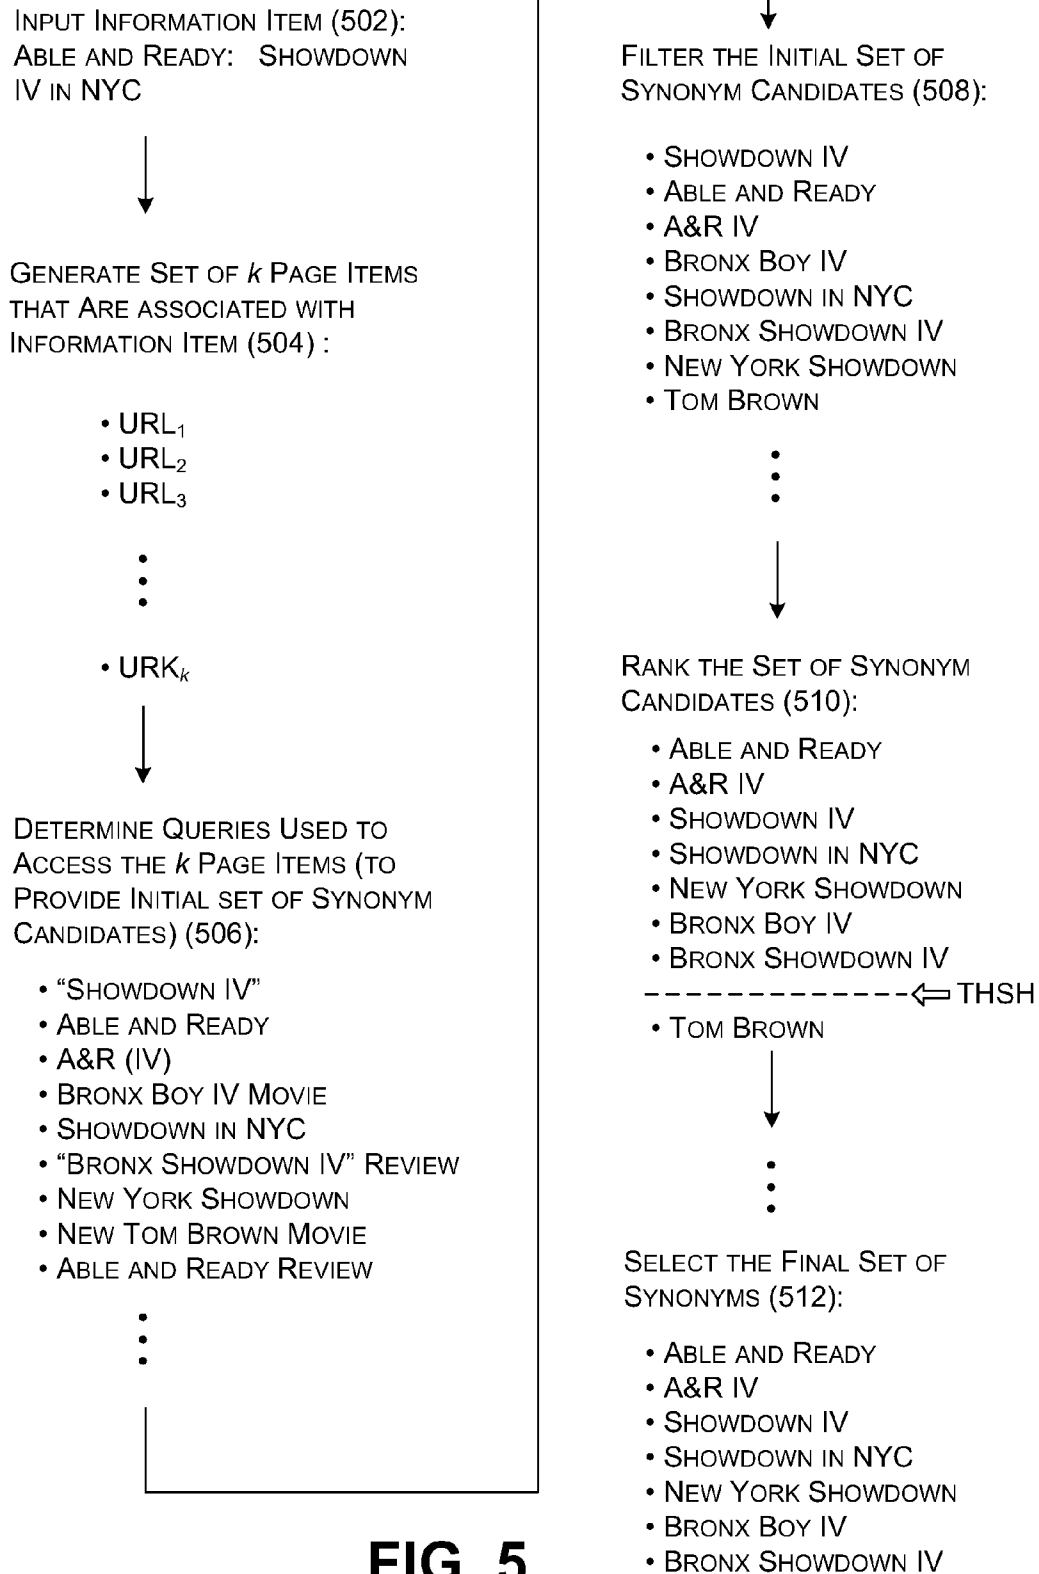 INPUT INFORMATION ITEM (502):
ABLE AND READY: SHOWDOWN
IV IN NYC
GENERATE SET OF k PAGE ITEMS
THAT ARE ASSOCIATED WITH
INFORMATION ITEM (504) :
• URL₁
• URL₂
• URL₃
• URKₖ
DETERMINE QUERIES USED TO
ACCESS THE k PAGE ITEMS (TO
PROVIDE INITIAL SET OF SYNONYM
CANDIDATES) (506):
• “SHOWDOWN IV”
• ABLE AND READY
• A&R (IV)
• BRONX BOY IV MOVIE
• SHOWDOWN IN NYC
• “BRONX SHOWDOWN IV” REVIEW
• NEW YORK SHOWDOWN
• NEW TOM BROWN MOVIE
• ABLE AND READY REVIEW
FILTER THE INITIAL SET OF
SYNONYM CANDIDATES (508):
• SHOWDOWN IV
• ABLE AND READY
• A&R IV
• BRONX BOY IV
• SHOWDOWN IN NYC
• BRONX SHOWDOWN IV
• NEW YORK SHOWDOWN
• TOM BROWN
RANK THE SET OF SYNONYM
CANDIDATES (510):
• ABLE AND READY
• A&R IV
• SHOWDOWN IV
• SHOWDOWN IN NYC
• NEW YORK SHOWDOWN
• BRONX BOY IV
• BRONX SHOWDOWN IV
THSH
• TOM BROWN
SELECT THE FINAL SET OF
SYNONYMS (512):
• ABLE AND READY
• A&R IV
• SHOWDOWN IV
• SHOWDOWN IN NYC
• NEW YORK SHOWDOWN
• BRONX BOY IV
• BRONX SHOWDOWN IV
FIG. 5